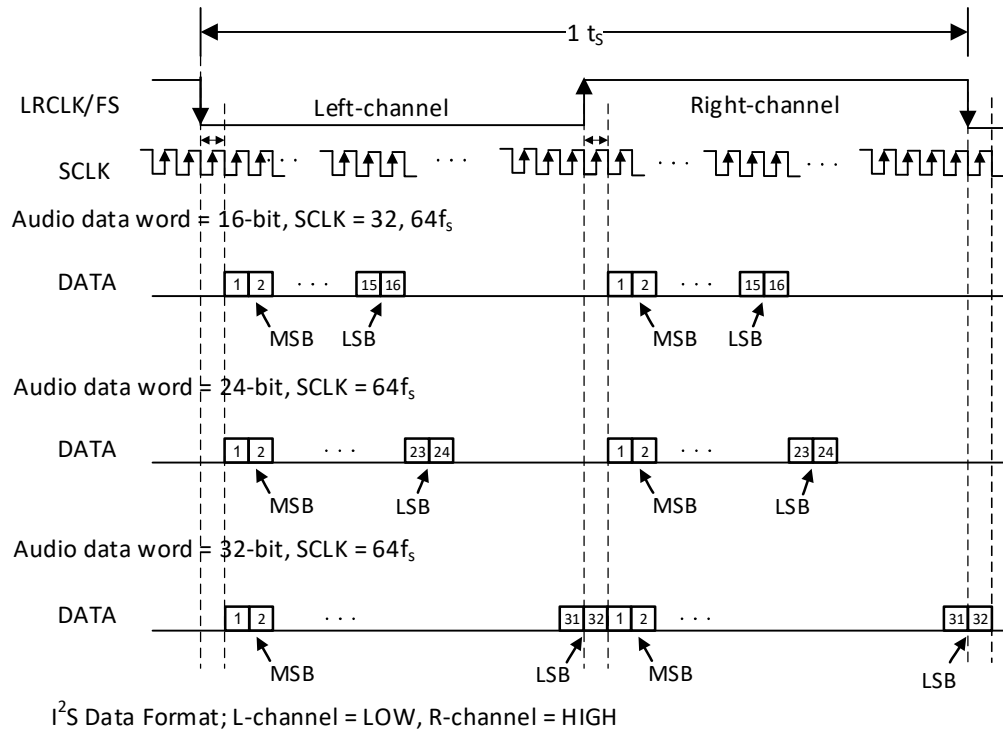 1 tS
LRCLK/FS Left-channel Right-channel
SCLK . . . . . . . . . . . .
Audio data word = 16-bit, SCLK = 32, 64fs
DATA 1 2 . . . 15 16 1 2 . . . 15 16
MSB LSB MSB LSB
Audio data word = 24-bit, SCLK = 64fs
DATA 1 2 . . . 23 24 1 2 . . . 23 24
MSB LSB MSB LSB
Audio data word = 32-bit, SCLK = 64fs
DATA 1 2 . . . 31 32 1 2 . . . 31 32
MSB LSB MSB LSB
I²S Data Format; L-channel = LOW, R-channel = HIGH